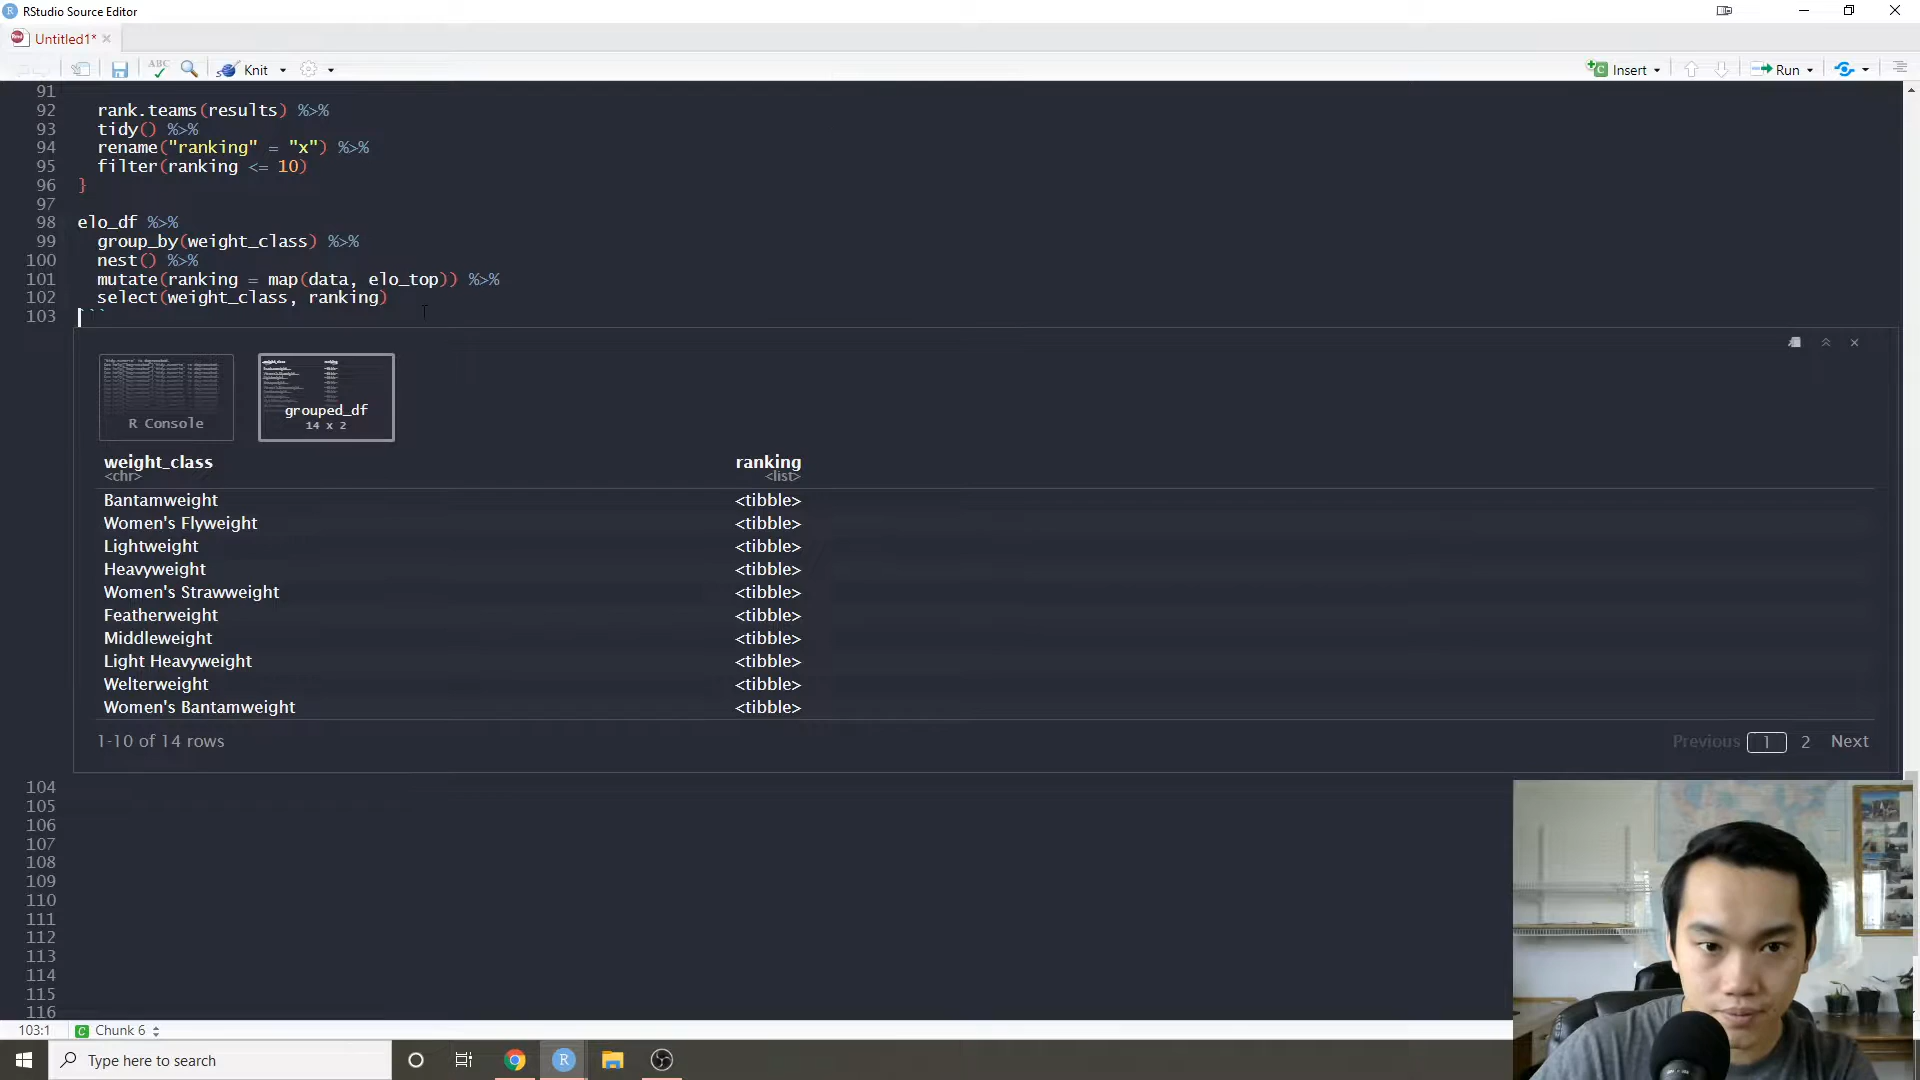 RStudio Source Editor
Untitled1*
ABC
Knit
Insert
Run
91
92 rank.teams(results) %>%
93 tidy() %>%
94 rename("ranking" = "x") %>%
95 filter(ranking <= 10)
96 }
97
98 elo_df %>%
99 group_by(weight_class) %>%
100 nest() %>%
101 mutate(ranking = map(data, elo_top)) %>%
102 select(weight_class, ranking)
103 ```
R Console
grouped_df
14 x 2
weight_class ranking
<chr> <list>
Bantamweight <tibble>
Women's Flyweight <tibble>
Lightweight <tibble>
Heavyweight <tibble>
Women's Strawweight <tibble>
Featherweight <tibble>
Middleweight <tibble>
Light Heavyweight <tibble>
Welterweight <tibble>
Women's Bantamweight <tibble>
1-10 of 14 rows Previous 1 2 Next
104
105
106
107
108
109
110
111
112
113
114
115
116
103:1 Chunk 6
Type here to search